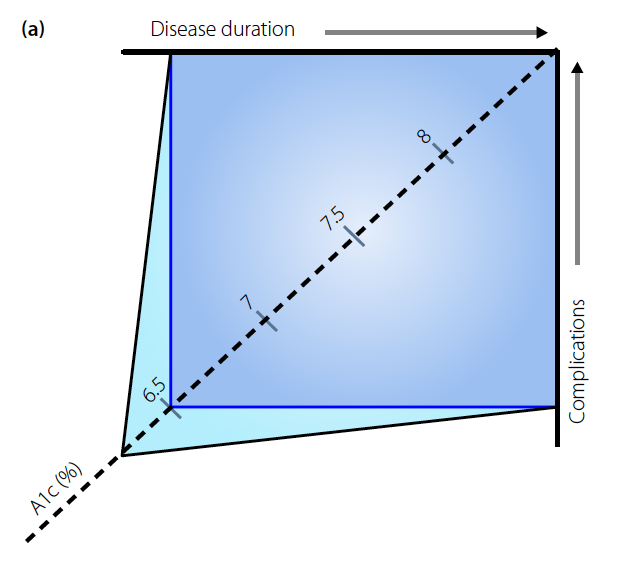 (a)
Disease duration
8
7.5
7
6.5
A1c (%)
Complications